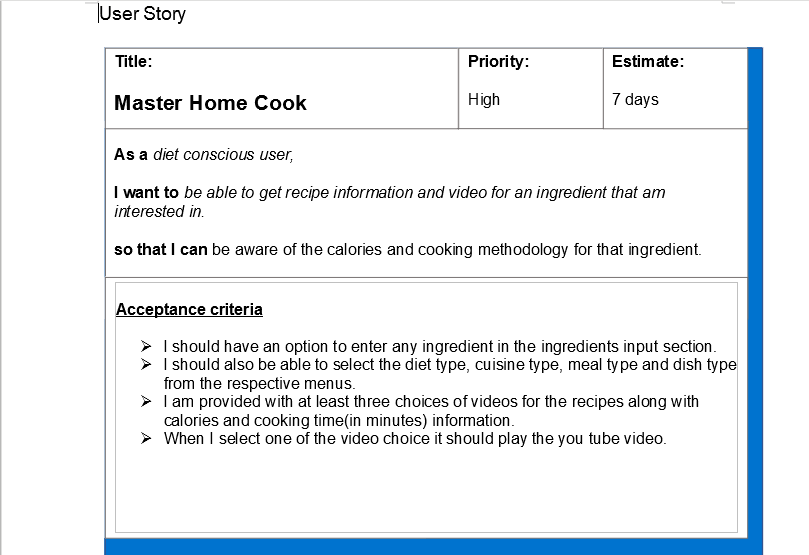 User Story
Title:
Priority:
Estimate:
Master Home Cook
High
7 days
As a diet conscious user,
I want to be able to get recipe information and video for an ingredient that am
interested in.
so that I can be aware of the calories and cooking methodology for that ingredient.
Acceptance criteria
➢ I should have an option to enter any ingredient in the ingredients input section.
➢ I should also be able to select the diet type, cuisine type, meal type and dish type
from the respective menus.
➢ I am provided with at least three choices of videos for the recipes along with
calories and cooking time(in minutes) information.
➢ When I select one of the video choice it should play the you tube video.